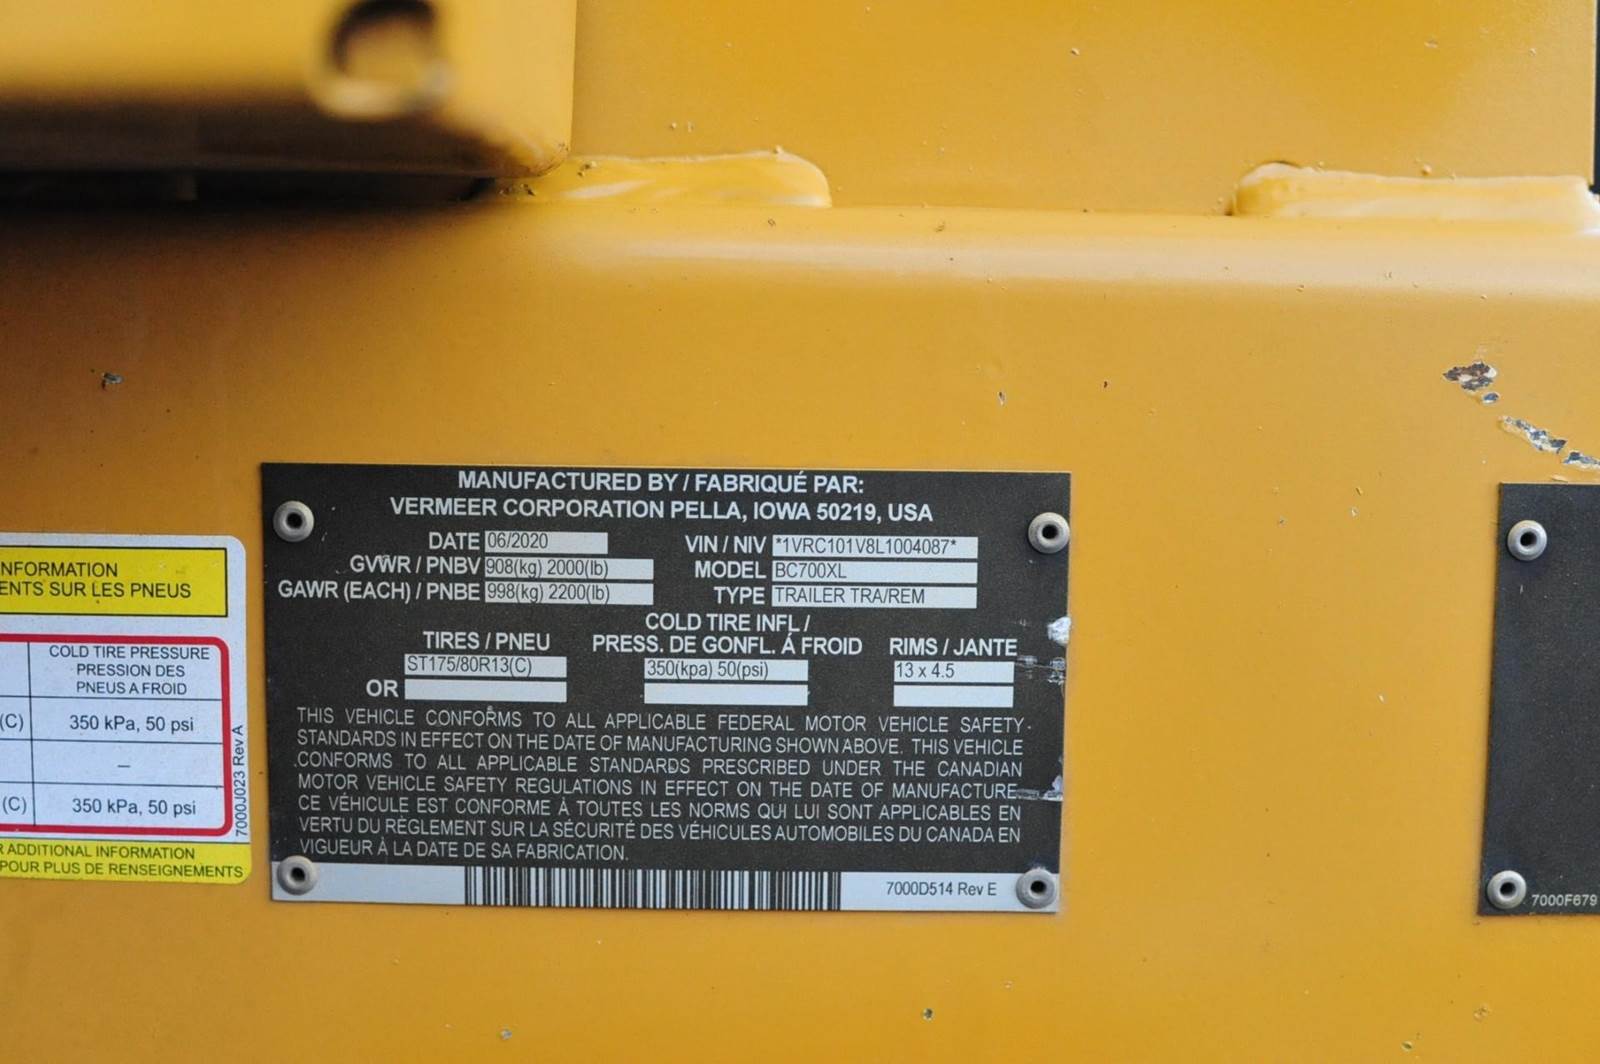 MANUFACTURED BY / FABRIQUÉ PAR:
VERMEER CORPORATION PELLA, IOWA 50219, USA
DATE 06/2020 VIN / NIV *1VRC101V8L1004087*
GVWR / PNBV 908(kg) 2000(lb) MODEL BC700XL
GAWR (EACH) / PNBE 998(kg) 2200(lb) TYPE TRAILER TRA/REM
TIRES / PNEU COLD TIRE INFL / PRESS. DE GONFL. Á FROID RIMS / JANTE
ST175/80R13(C) 350(kpa) 50(psi) 13 x 4.5
OR
THIS VEHICLE CONFORMS TO ALL APPLICABLE FEDERAL MOTOR VEHICLE SAFETY
STANDARDS IN EFFECT ON THE DATE OF MANUFACTURING SHOWN ABOVE. THIS VEHICLE
CONFORMS TO ALL APPLICABLE STANDARDS PRESCRIBED UNDER THE CANADIAN
MOTOR VEHICLE SAFETY REGULATIONS IN EFFECT ON THE DATE OF MANUFACTURE.
CE VÉHICULE EST CONFORME À TOUTES LES NORMS QUI LUI SONT APPLICABLES EN
VERTU DU RÈGLEMENT SUR LA SÉCURITÉ DES VÉHICULES AUTOMOBILES DU CANADA EN
VIGUEUR À LA DATE DE SA FABRICATION.
7000D514 Rev E
NFORMATION
ENTS SUR LES PNEUS
COLD TIRE PRESSURE
PRESSION DES
PNEUS A FROID
(C) 350 kPa, 50 psi
–
(C) 350 kPa, 50 psi
7000J023 Rev A
R ADDITIONAL INFORMATION
POUR PLUS DE RENSEIGNEMENTS
7000F679